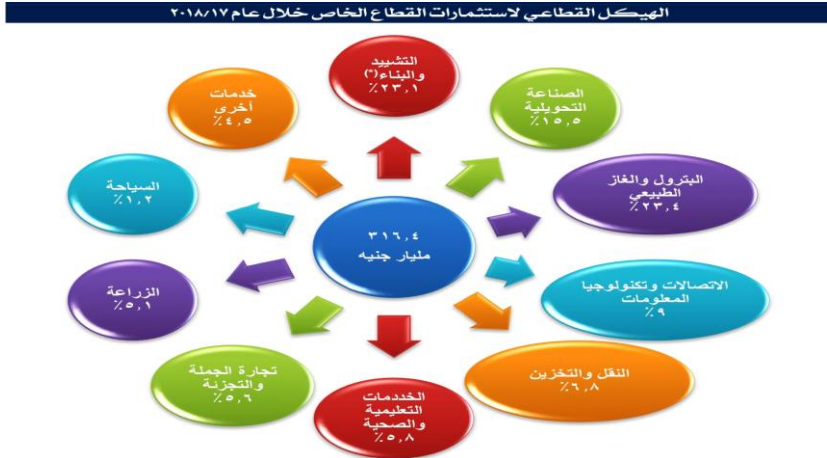 الهيكل القطاعي لاستثمارات القطاع الخاص خلال عام ٢٠١٨/١٧
التشييد
والبناء(*)
٢٣,١٪
الصناعة
التحويلية
١٥,٥٪
البترول والغاز
الطبيعي
٢٣,٤٪
الاتصالات وتكنولوجيا
المعلومات
٩٪
النقل والتخزين
٦,٨٪
الخددمات
التعليمية
والصحية
٥,٨٪
تجارة الجملة
والتجزئة
٥,٦٪
الزراعة
٥,١٪
السياحة
١,٢٪
خدمات
أخرى
٤,٥٪
٣١٦,٤
مليار جنيه